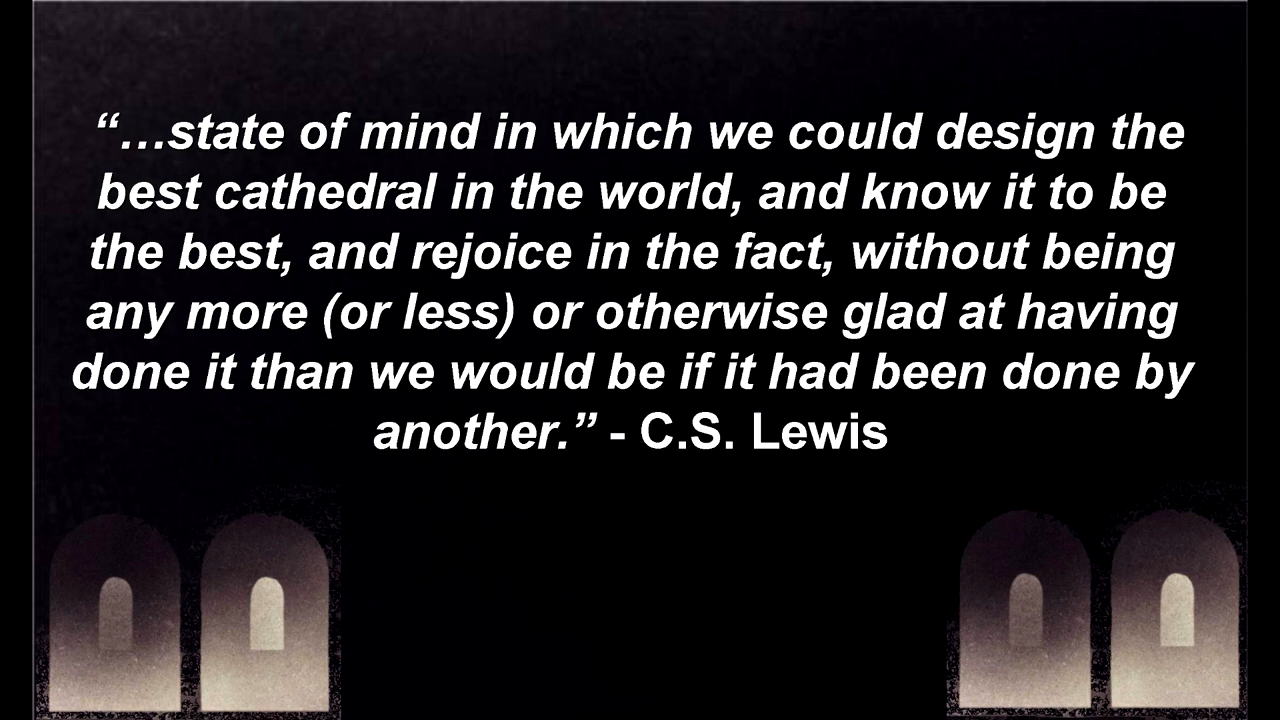 “…state of mind in which we could design the
best cathedral in the world, and know it to be
the best, and rejoice in the fact, without being
any more (or less) or otherwise glad at having
done it than we would be if it had been done by
another.” - C.S. Lewis